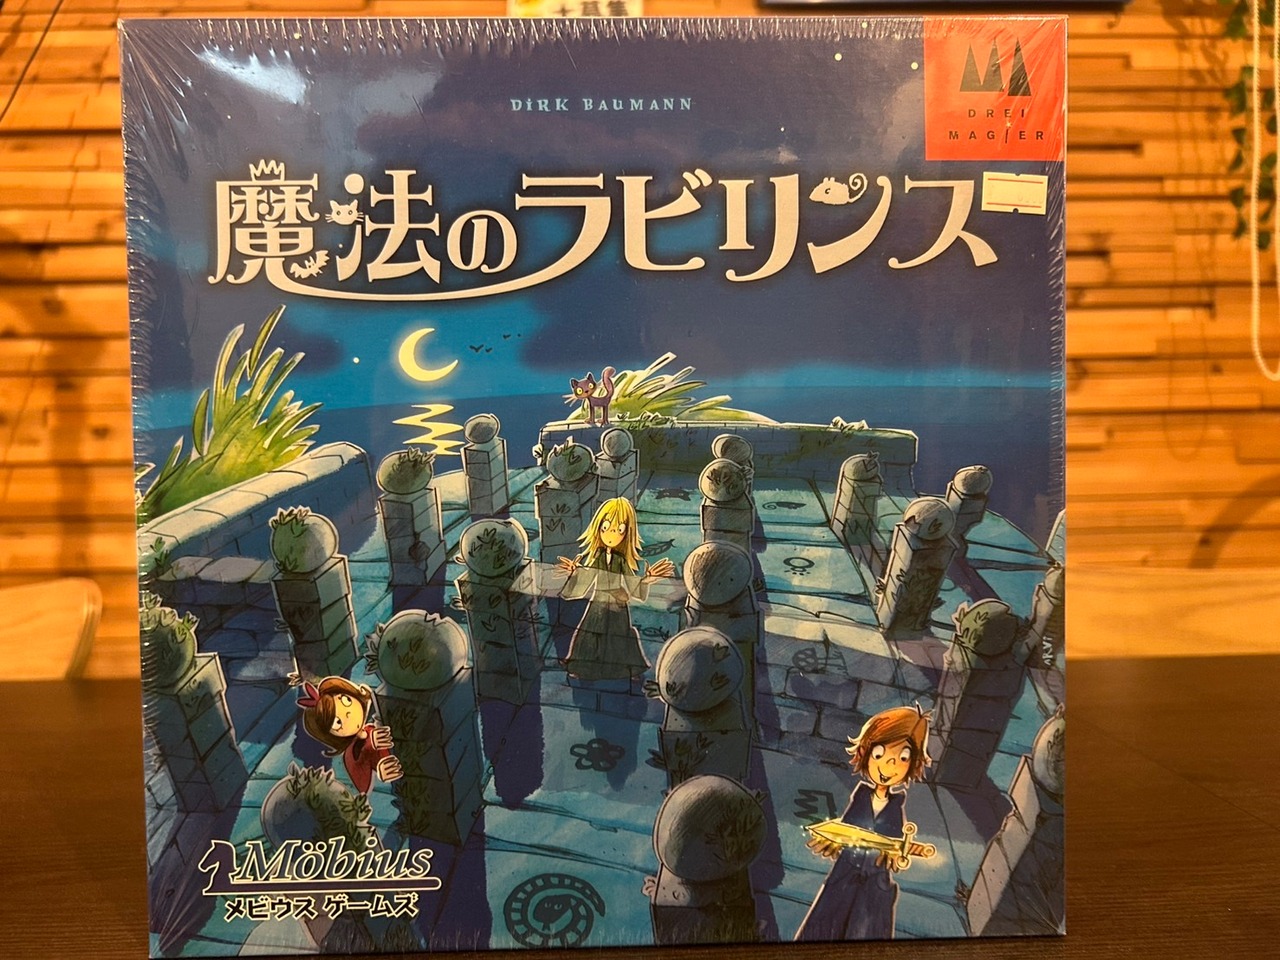 DIRK BAUMANN
DREI
MAGIER
魔法のラビリンス
Möbius
メビウス ゲームズ